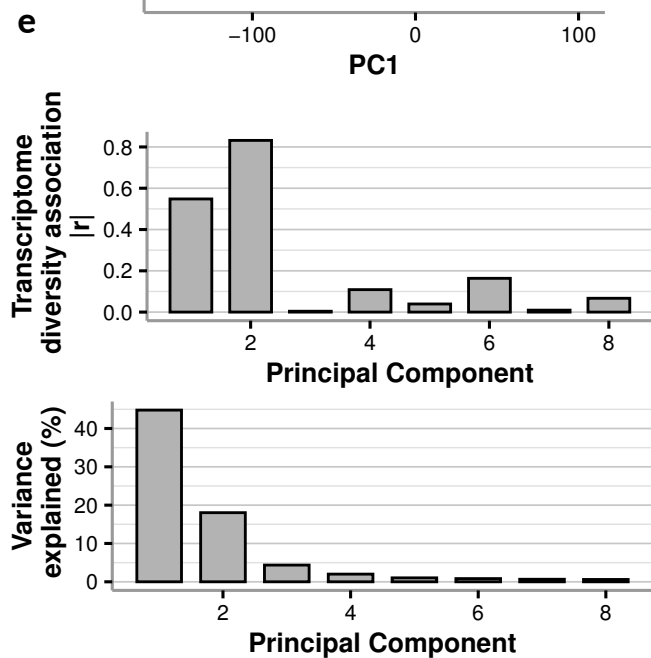 e
−100 0 100
PC1
Transcriptome
diversity association
|r|
0.8
0.6
0.4
0.2
0.0
2 4 6 8
Principal Component
Variance
explained (%)
40
30
20
10
0
2 4 6 8
Principal Component